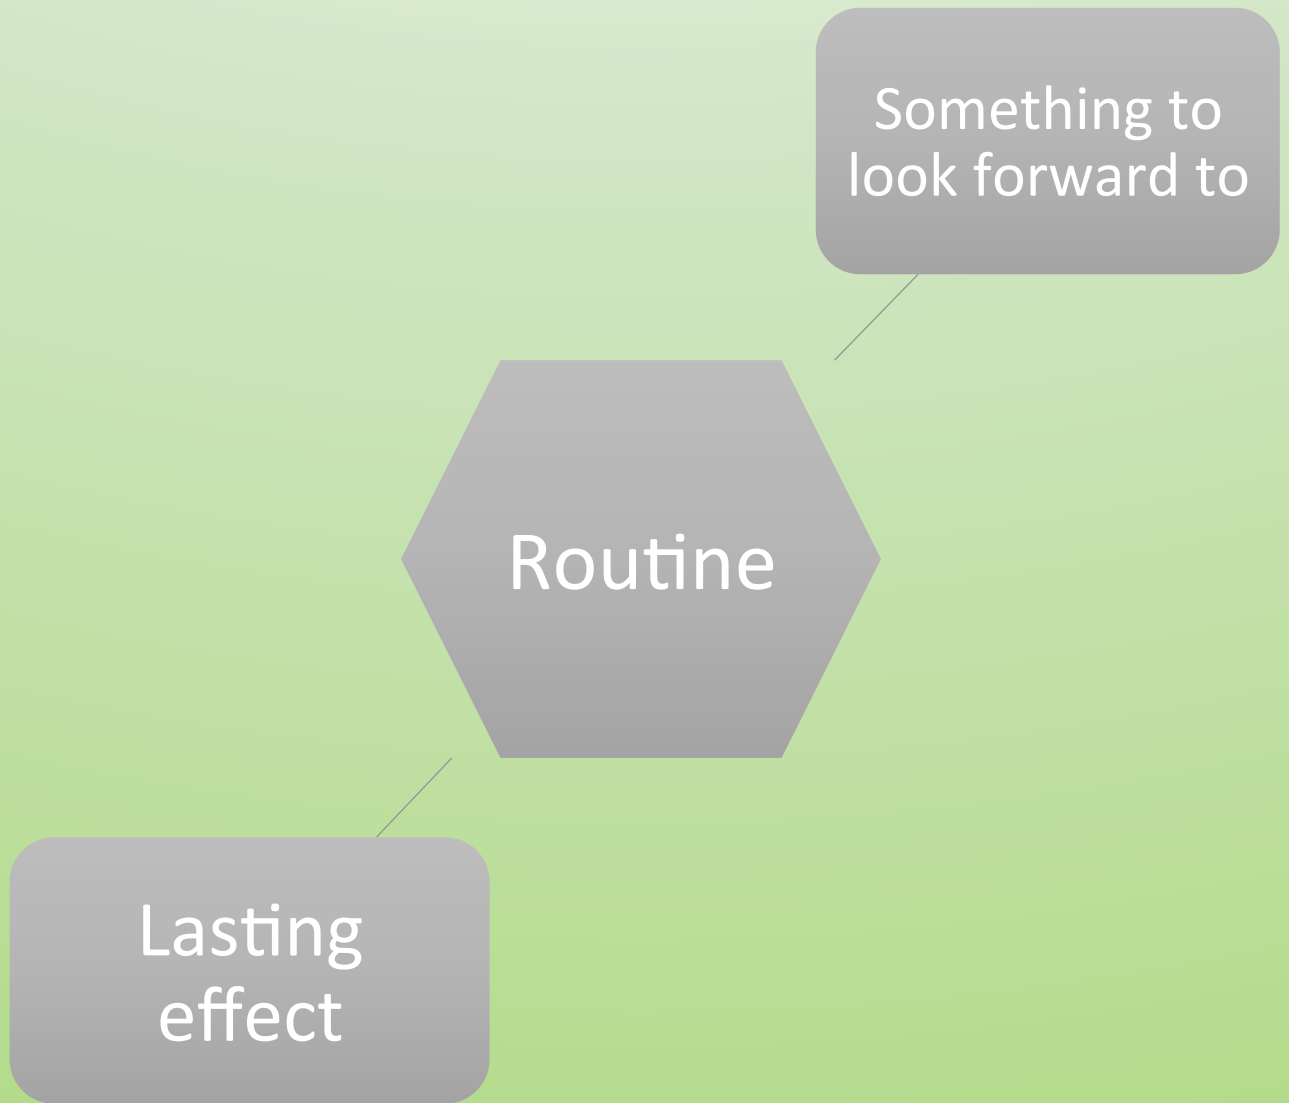 Something to
look forward to
Routine
Lasting
effect